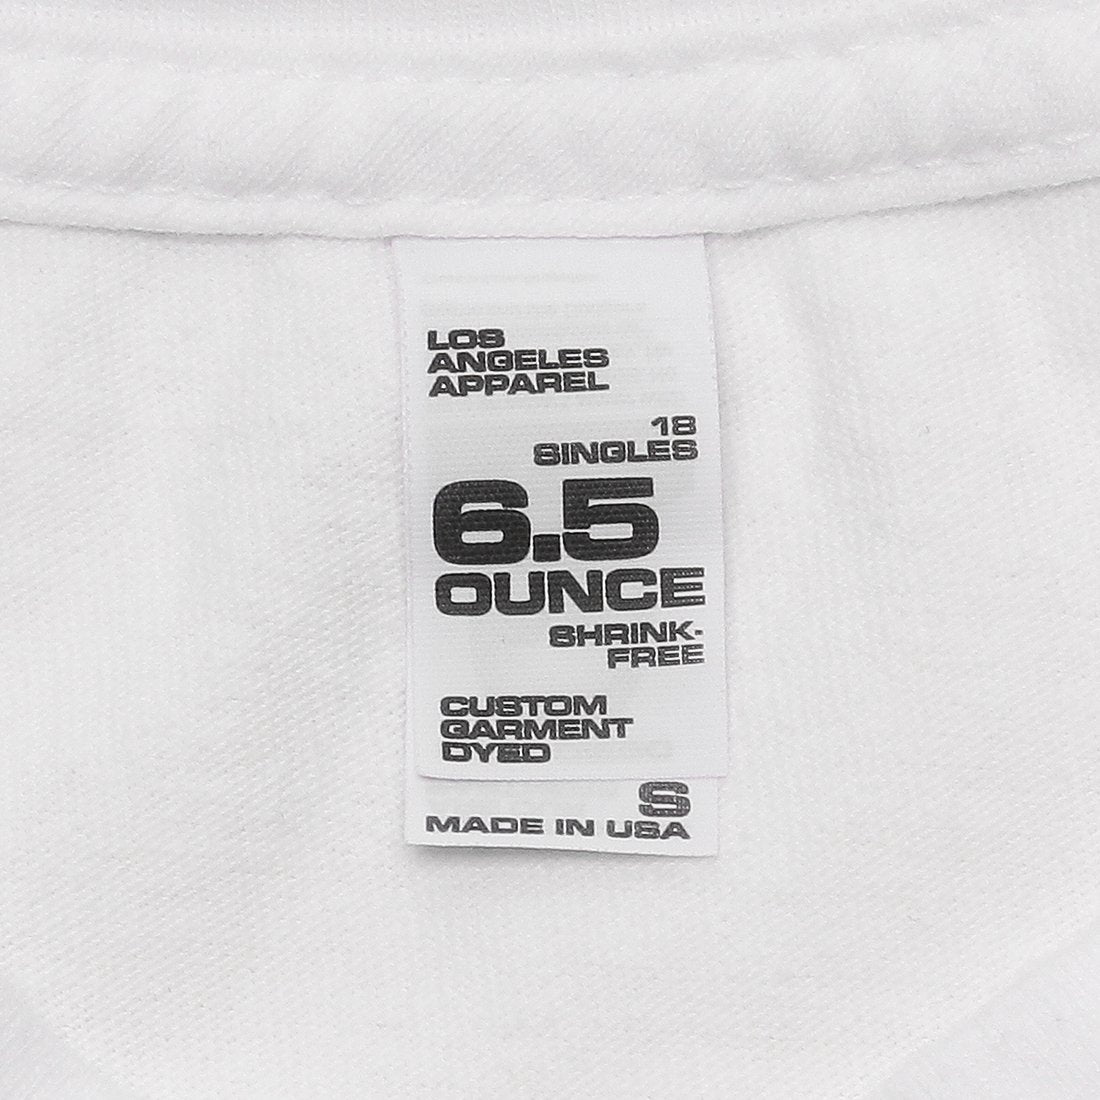 LOS
ANGELES
APPAREL
18
SINGLES
6.5
OUNCE
SHRINK-
FREE
CUSTOM
GARMENT
DYED
S
MADE IN USA